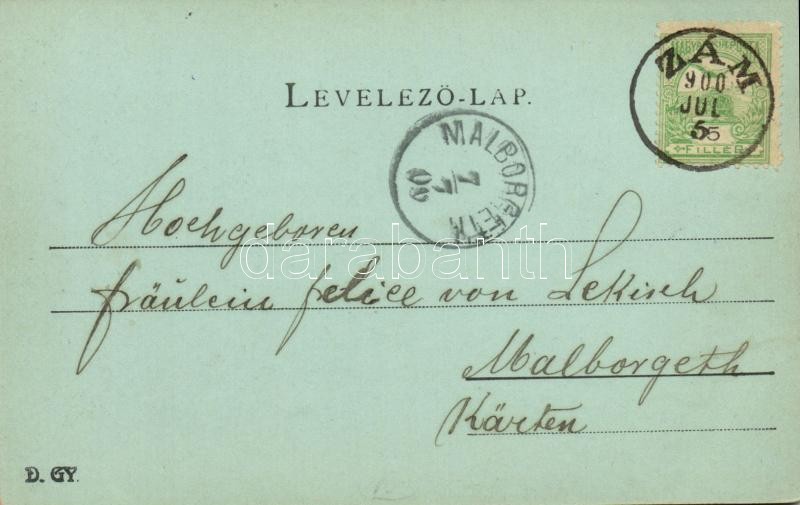 LEVELEZŐ-LAP.
ZÁM
900
JUL
5
5
FILLÉR
MALBORGETH
7/7
00
Hochgeboren
fräulein felice von Lekisch
Malborgeth
Kärten
darabanth
D. GY.